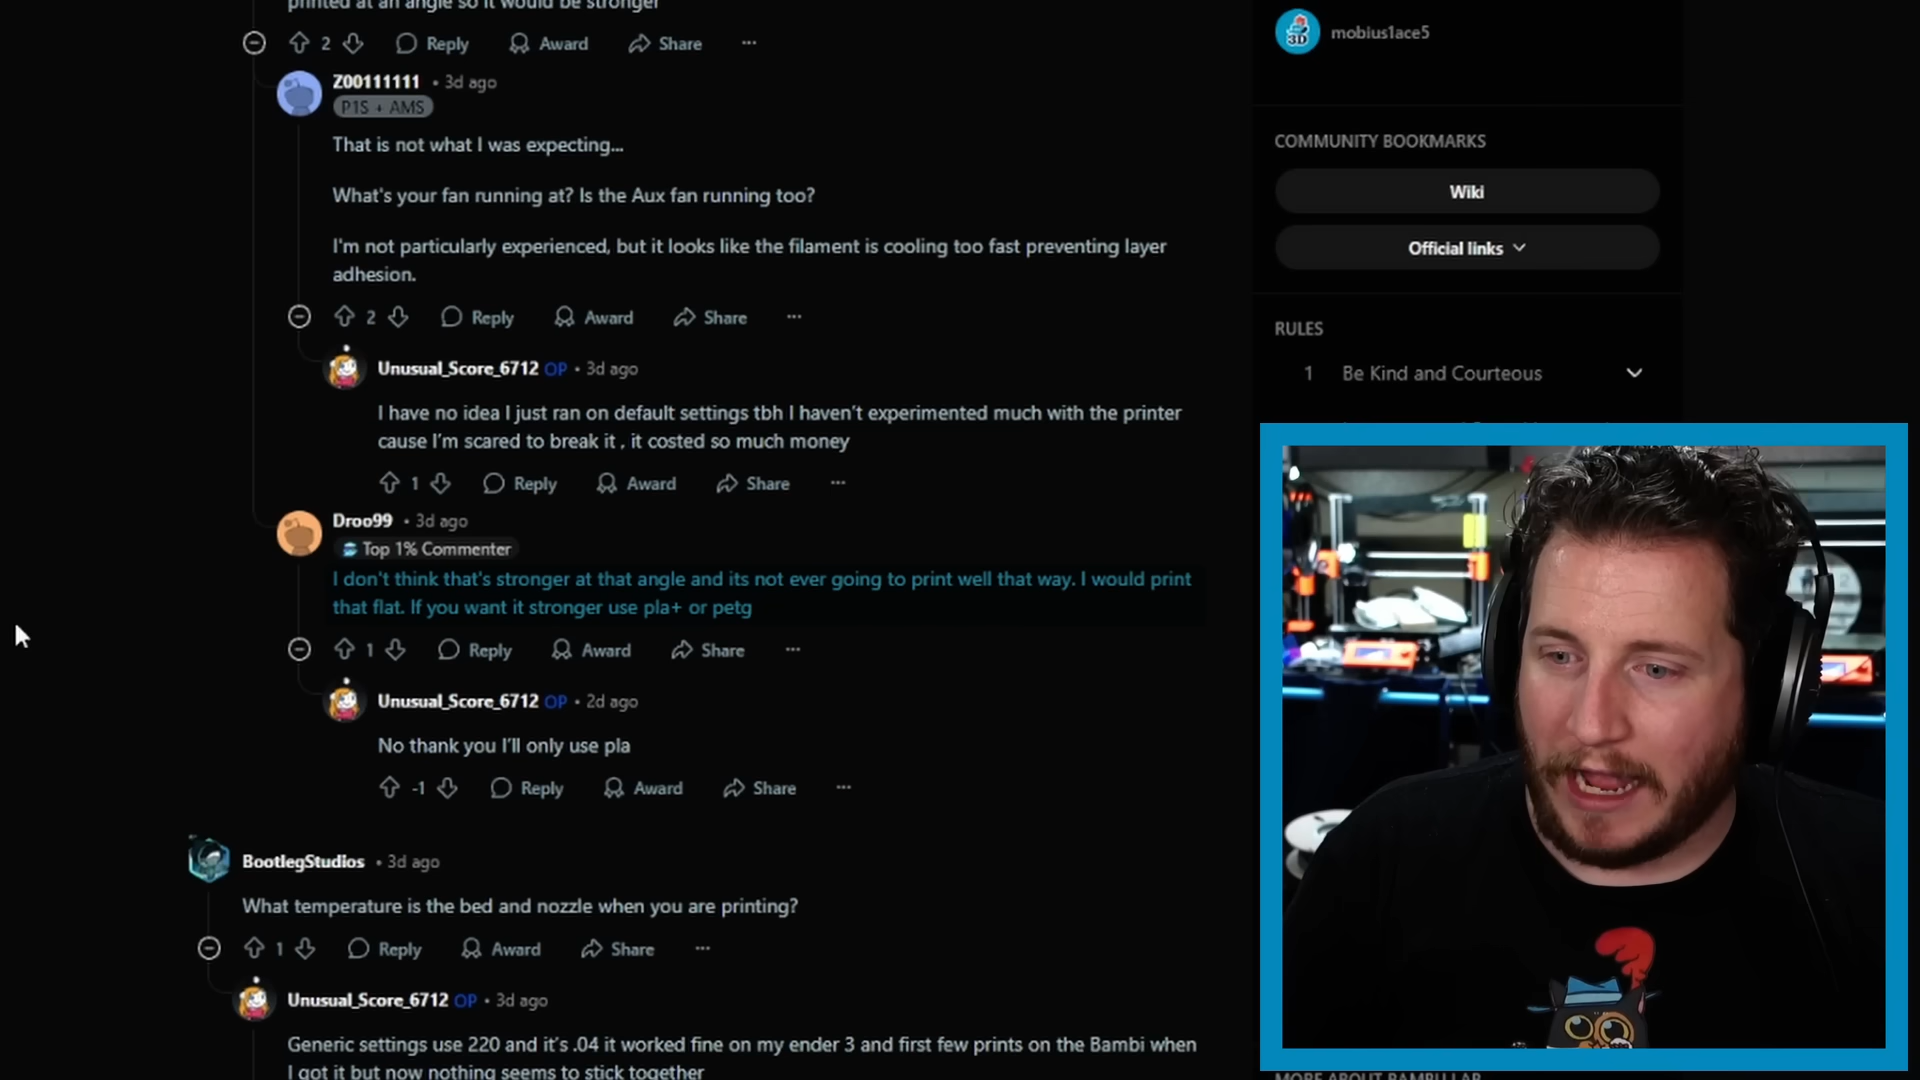 printed at an angle so it would be stronger
2 Reply Award Share ...
Z00111111 • 3d ago
P1S + AMS
That is not what I was expecting...
What's your fan running at? Is the Aux fan running too?
I'm not particularly experienced, but it looks like the filament is cooling too fast preventing layer
adhesion.
2 Reply Award Share ...
Unusual_Score_6712 OP • 3d ago
I have no idea I just ran on default settings tbh I haven't experimented much with the printer
cause I'm scared to break it , it costed so much money
1 Reply Award Share ...
Droo99 • 3d ago
Top 1% Commenter
I don't think that's stronger at that angle and its not ever going to print well that way. I would print
that flat. If you want it stronger use pla+ or petg
1 Reply Award Share ...
Unusual_Score_6712 OP • 2d ago
No thank you I'll only use pla
-1 Reply Award Share ...
BootlegStudios • 3d ago
What temperature is the bed and nozzle when you are printing?
1 Reply Award Share ...
Unusual_Score_6712 OP • 3d ago
Generic settings use 220 and it's .04 it worked fine on my ender 3 and first few prints on the Bambi when
I got it but now nothing seems to stick together
3D
mobius1ace5
COMMUNITY BOOKMARKS
Wiki
Official links
RULES
1 Be Kind and Courteous
MORE ABOUT BAMBU LAB